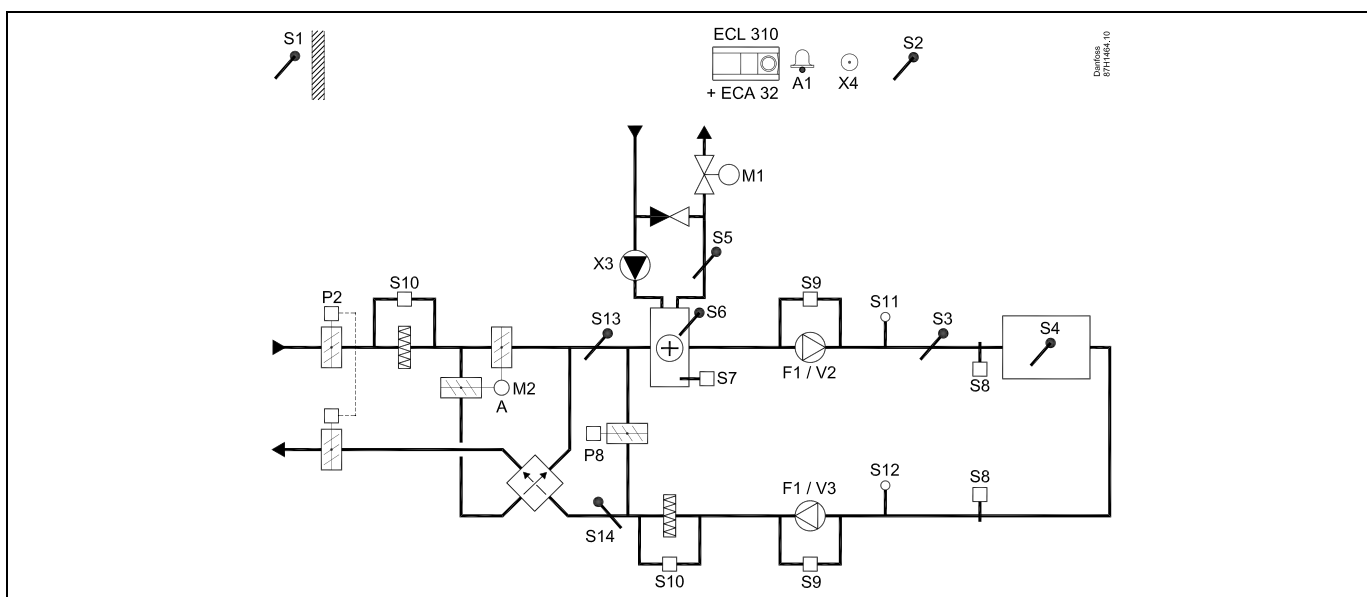 S1
ECL 310
A1
X4
S2
+ ECA 32
Danfoss
87H1464.10
M1
S5
X3
S10
P2
S13
S6
S9
S11
S3
S4
M2
A
S7
F1 / V2
S8
P8
S14
S10
F1 / V3
S12
S8
S9